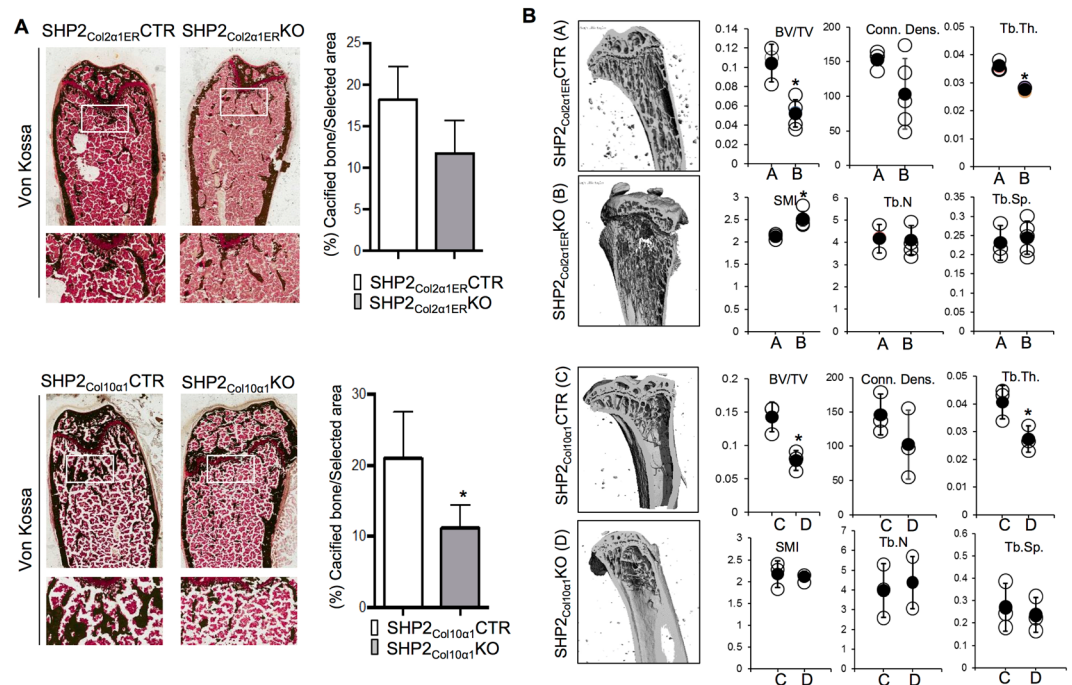 A
SHP2Col2α1ERCTR
SHP2Col2α1ERKO
Von Kossa
(%) Cacified bone/Selected area
25
20
15
10
5
0
SHP2Col2α1ERCTR
SHP2Col2α1ERKO
SHP2Col10α1CTR
SHP2Col10α1KO
Von Kossa
(%) Cacified bone/Selected area
30
20
10
0
*
SHP2Col10α1CTR
SHP2Col10α1KO
B
SHP2Col2α1ERCTR (A)
BV/TV
0.14
0.12
0.1
0.08
0.06
0.04
0.02
0
*
A B
Conn. Dens.
200
150
100
50
0
A B
Tb.Th.
0.05
0.04
0.03
0.02
0.01
0
*
A B
SHP2Col2α1ERKO (B)
SMI
3
2.5
2
1.5
1
0.5
0
*
A B
Tb.N
6
5
4
3
2
1
0
A B
Tb.Sp.
0.35
0.3
0.25
0.2
0.15
0.1
0.05
0
A B
SHP2Col10α1CTR (C)
BV/TV
0.2
0.15
0.1
0.05
0
*
C D
Conn. Dens.
200
150
100
50
0
C D
Tb.Th.
0.05
0.04
0.03
0.02
0.01
0
*
C D
SHP2Col10α1KO (D)
SMI
3
2.5
2
1.5
1
0.5
0
C D
Tb.N
7
6
5
4
3
2
1
0
C D
Tb.Sp.
0.5
0.4
0.3
0.2
0.1
0
C D